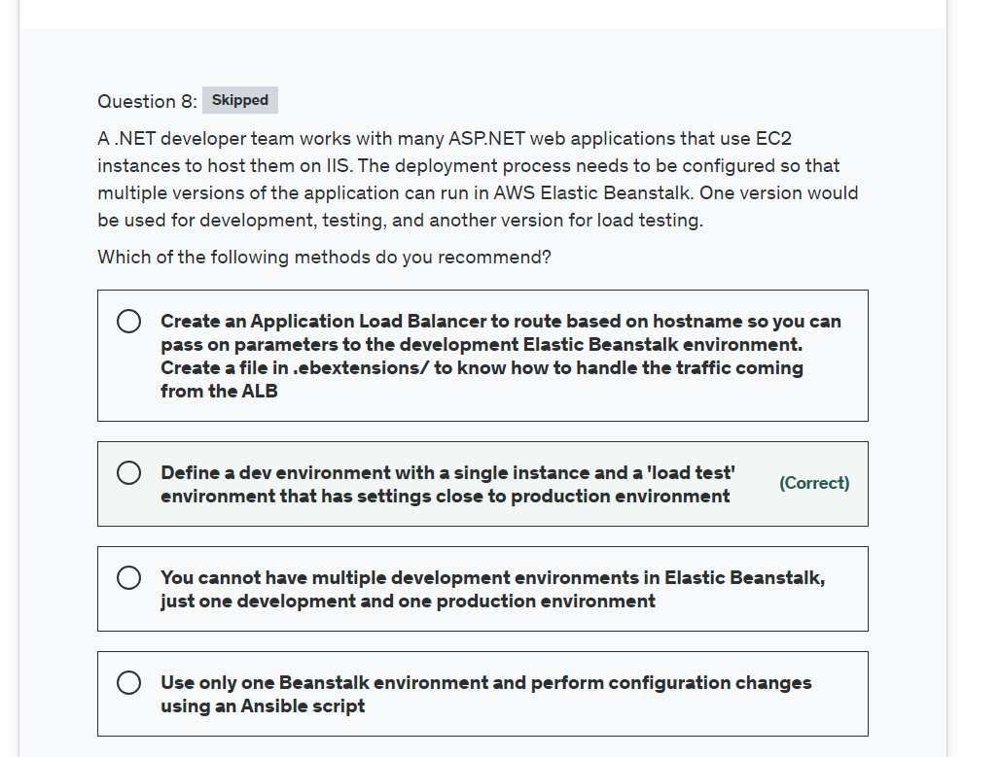 Question 8: Skipped
A .NET developer team works with many ASP.NET web applications that use EC2
instances to host them on IIS. The deployment process needs to be configured so that
multiple versions of the application can run in AWS Elastic Beanstalk. One version would
be used for development, testing, and another version for load testing.
Which of the following methods do you recommend?
Create an Application Load Balancer to route based on hostname so you can
pass on parameters to the development Elastic Beanstalk environment.
Create a file in .ebextensions/ to know how to handle the traffic coming
from the ALB
Define a dev environment with a single instance and a 'load test'
environment that has settings close to production environment
(Correct)
You cannot have multiple development environments in Elastic Beanstalk,
just one development and one production environment
Use only one Beanstalk environment and perform configuration changes
using an Ansible script